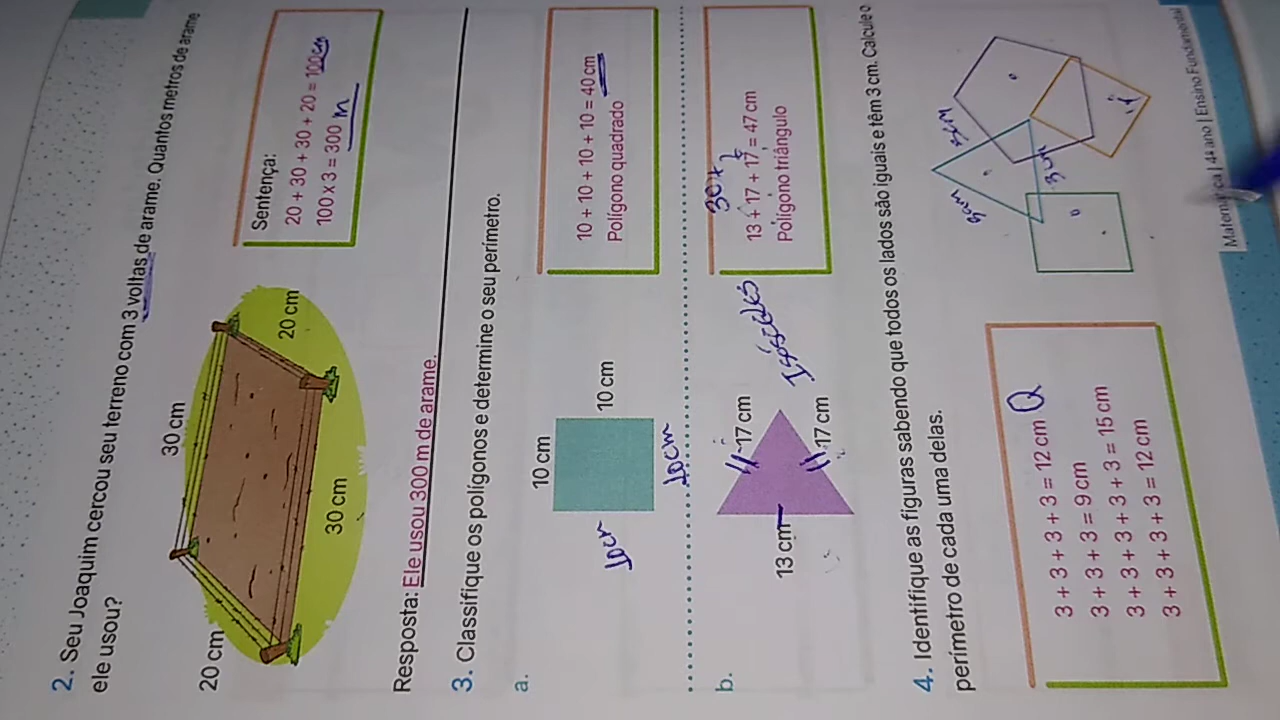 2. Seu Joaquim cercou seu terreno com 3 voltas de arame. Quantos metros de arame
ele usou?
30 cm
20 cm
20 cm
30 cm
Sentença:
20 + 30 + 30 + 20 = 100 cm
100 x 3 = 300 m
Resposta: Ele usou 300 m de arame.
3. Classifique os polígonos e determine o seu perímetro.
a.
10 cm
10 cm
10cm
10 + 10 + 10 + 10 = 40 cm
Polígono quadrado
b.
17 cm
17 cm
13 cm
Isósceles
13 + 17 + 17 = 47 cm
Polígono triângulo
4. Identifique as figuras sabendo que todos os lados são iguais e têm 3 cm. Calcule o
perímetro de cada uma delas.
3 + 3 + 3 + 3 = 12 cm Q
3 + 3 + 3 = 9 cm
3 + 3 + 3 + 3 + 3 = 15 cm
3 + 3 + 3 + 3 = 12 cm
3cm
Matemática | 4º ano | Ensino Fundamental